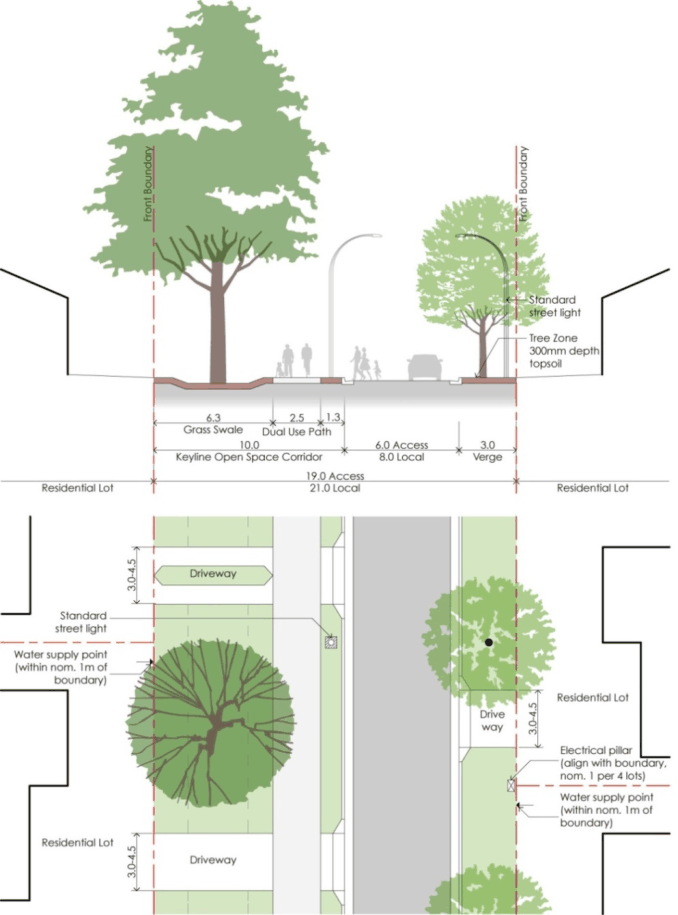 Front Boundary
Front Boundary
Standard
street light
Tree Zone
300mm depth
topsoil
6.3
2.5
1.3
Grass Swale
Dual Use Path
10.0
6.0 Access
3.0
Keyline Open Space Corridor
8.0 Local
Verge
19.0 Access
Residential Lot
21.0 Local
Residential Lot
3.0-4.5
Driveway
Standard
street light
Water supply point
(within nom. 1m of
boundary)
Residential Lot
Drive
way
3.0-4.5
Electrical pillar
(align with boundary,
nom. 1 per 4 lots)
Water supply point
(within nom. 1m of
boundary)
Residential Lot
3.0-4.5
Driveway